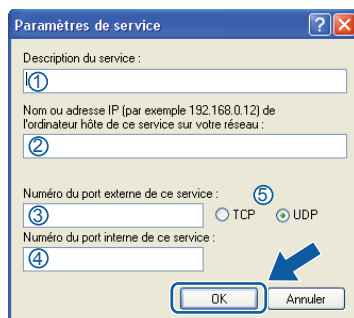 Paramètres de service
Description du service :
①
Nom ou adresse IP (par exemple 192.168.0.12) de
l'ordinateur hôte de ce service sur votre réseau :
②
Numéro du port externe de ce service : ⑤
③ TCP UDP
Numéro du port interne de ce service :
④
OK Annuler